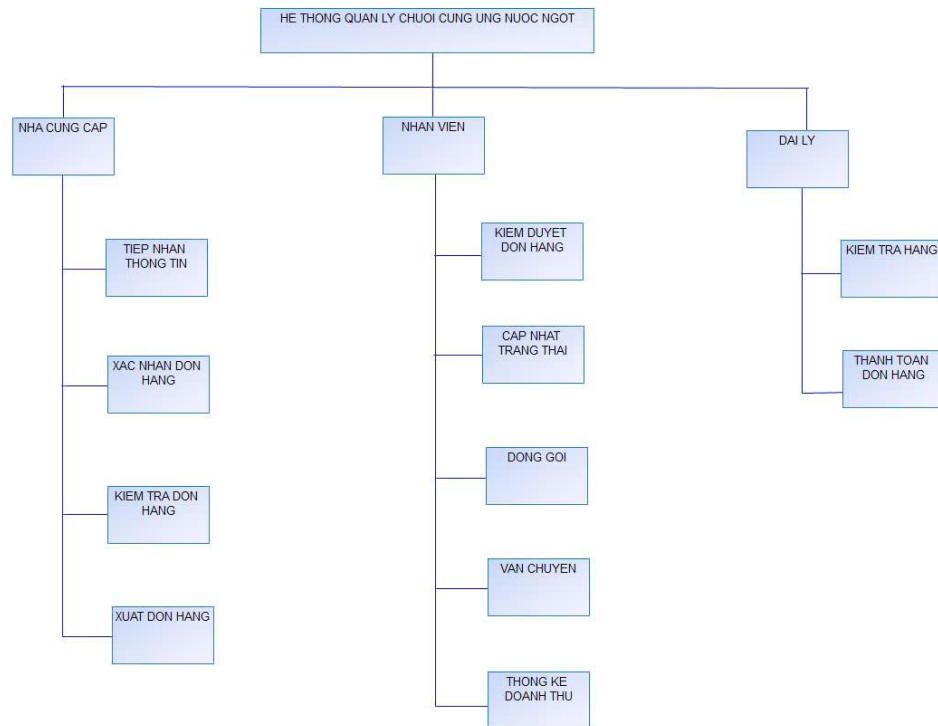 HE THONG QUAN LY CHUOI CUNG UNG NUOC NGOT
NHA CUNG CAP
NHAN VIEN
DAI LY
TIEP NHAN
THONG TIN
XAC NHAN DON
HANG
KIEM TRA DON
HANG
XUAT DON HANG
KIEM DUYET
DON HANG
CAP NHAT
TRANG THAI
DONG GOI
VAN CHUYEN
THONG KE
DOANH THU
KIEM TRA HANG
THANH TOAN
DON HANG